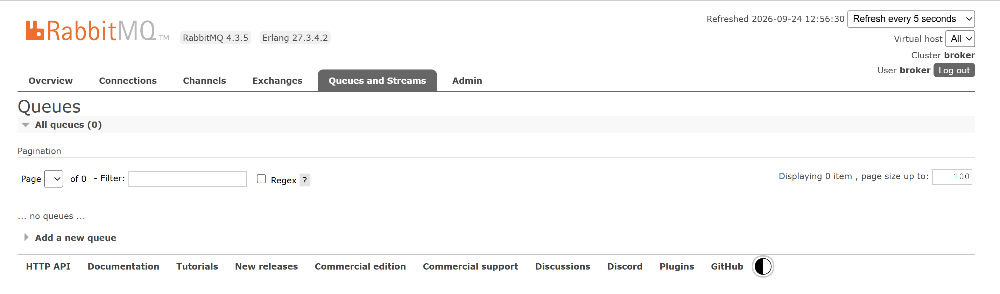 RabbitMQ TM
RabbitMQ 4.3.5
Erlang 27.3.4.2
Refreshed 2026-09-24 12:56:30 Refresh every 5 seconds
Virtual host All
Cluster broker
User broker Log out
Overview Connections Channels Exchanges Queues and Streams Admin
Queues
All queues (0)
Pagination
Page of 0 - Filter: Regex ? Displaying 0 item , page size up to: 100
... no queues ...
Add a new queue
HTTP API Documentation Tutorials New releases Commercial edition Commercial support Discussions Discord Plugins GitHub